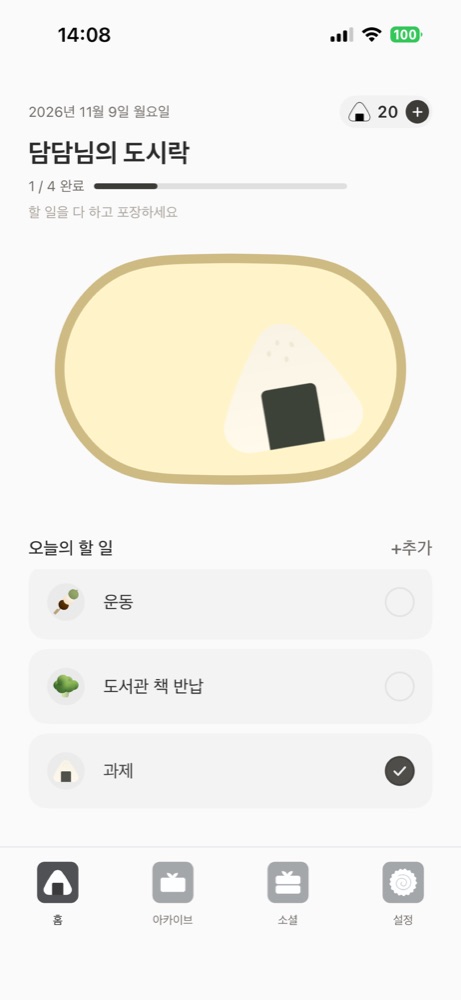 14:08
100
2026년 11월 9일 월요일
20
담담님의 도시락
1 / 4 완료
할 일을 다 하고 포장하세요
오늘의 할 일
+추가
운동
도서관 책 반납
과제
홈
아카이브
소셜
설정